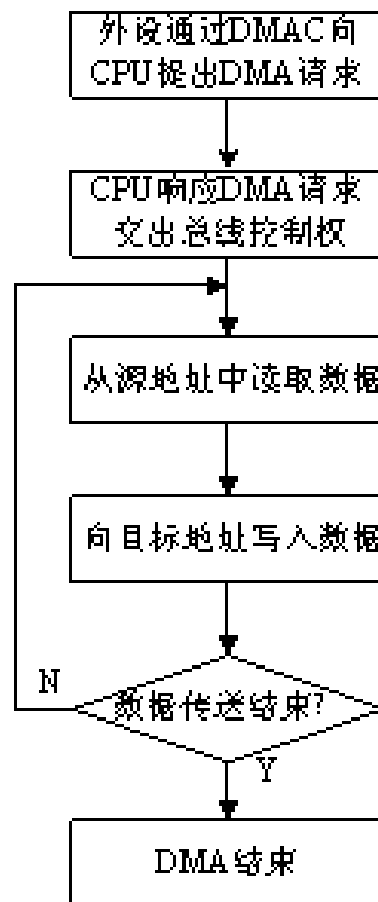 外设通过DMAC向
CPU提出DMA请求
CPU响应DMA请求
交出总线控制权
从源地址中读取数据
向目标地址写入数据
N
数据传送结束?
Y
DMA结束